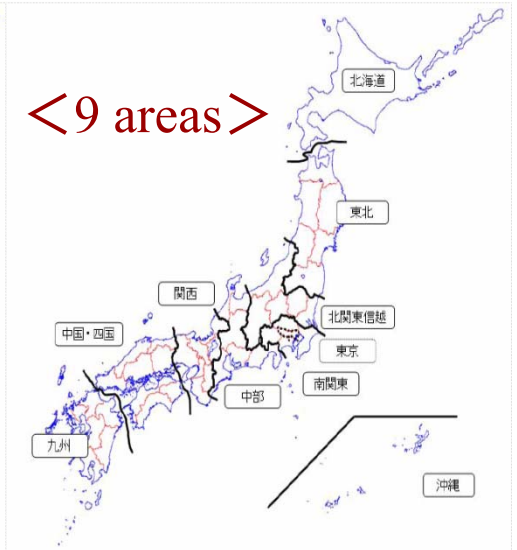 ＜9 areas＞
北海道
東北
関西
北関東信越
中国・四国
東京
南関東
中部
九州
沖縄